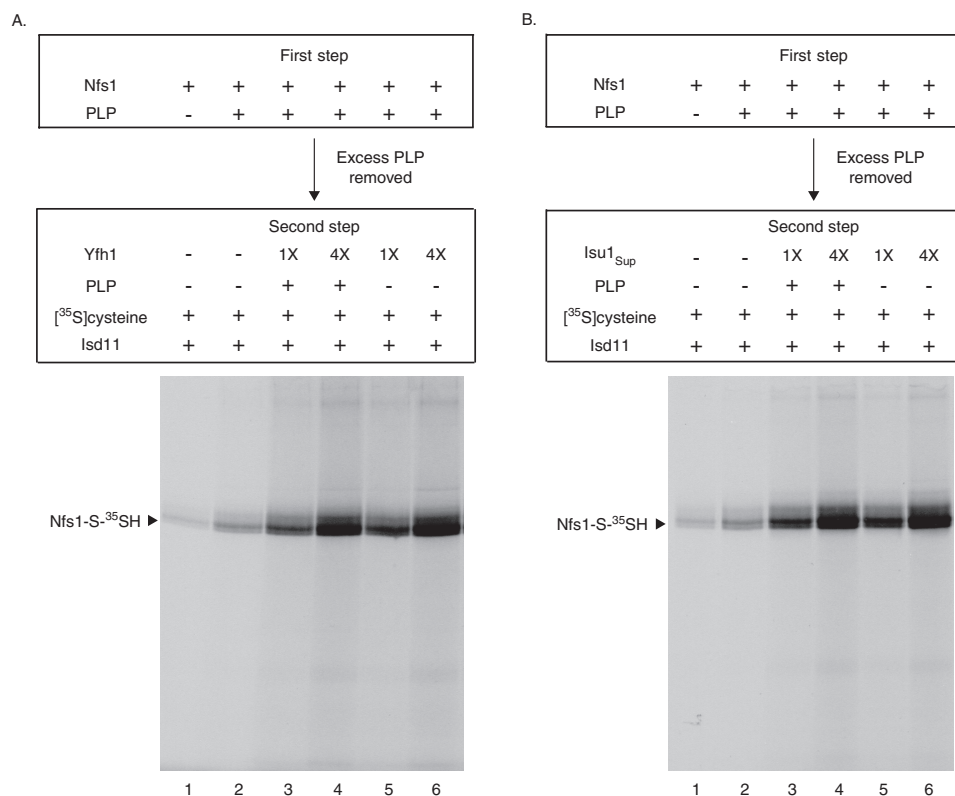 A.
First step
Nfs1 + + + + + +
PLP - + + + + +
Excess PLP
removed
Second step
Yfh1 - - 1X 4X 1X 4X
PLP - - + + - -
[³⁵S]cysteine + + + + + +
Isd11 + + + + + +
Nfs1-S-³⁵SH
1 2 3 4 5 6
B.
First step
Nfs1 + + + + + +
PLP - + + + + +
Excess PLP
removed
Second step
Isu1Sup - - 1X 4X 1X 4X
PLP - - + + - -
[³⁵S]cysteine + + + + + +
Isd11 + + + + + +
Nfs1-S-³⁵SH
1 2 3 4 5 6